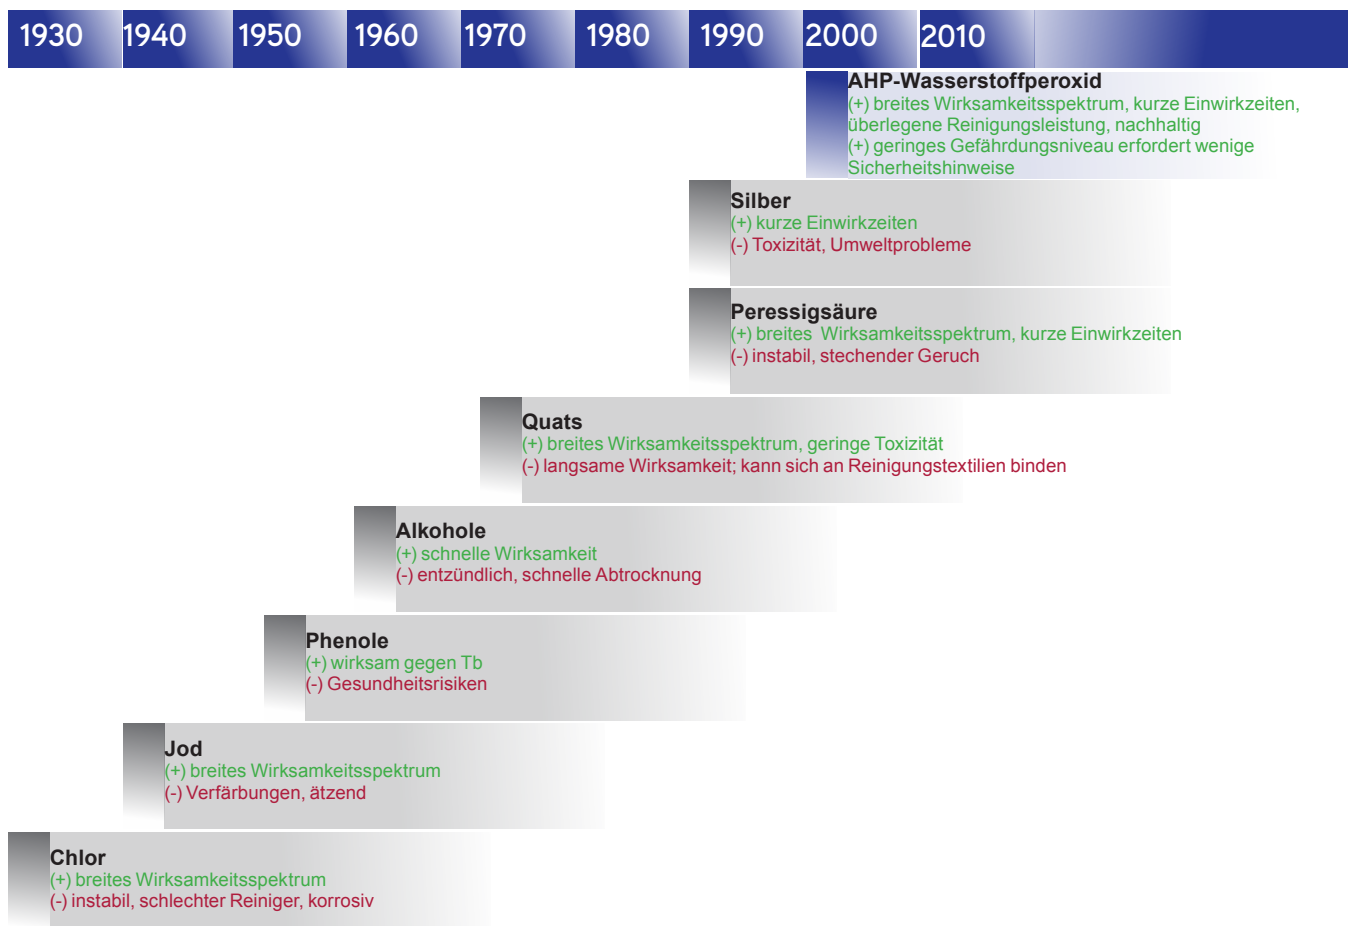 1930 1940 1950 1960 1970 1980 1990 2000 2010
AHP-Wasserstoffperoxid
(+) breites Wirksamkeitsspektrum, kurze Einwirkzeiten,
überlegene Reinigungsleistung, nachhaltig
(+) geringes Gefährdungsniveau erfordert wenige
Sicherheitshinweise
Silber
(+) kurze Einwirkzeiten
(-) Toxizität, Umweltprobleme
Peressigsäure
(+) breites Wirksamkeitsspektrum, kurze Einwirkzeiten
(-) instabil, stechender Geruch
Quats
(+) breites Wirksamkeitsspektrum, geringe Toxizität
(-) langsame Wirksamkeit; kann sich an Reinigungstextilien binden
Alkohole
(+) schnelle Wirksamkeit
(-) entzündlich, schnelle Abtrocknung
Phenole
(+) wirksam gegen Tb
(-) Gesundheitsrisiken
Jod
(+) breites Wirksamkeitsspektrum
(-) Verfärbungen, ätzend
Chlor
(+) breites Wirksamkeitsspektrum
(-) instabil, schlechter Reiniger, korrosiv